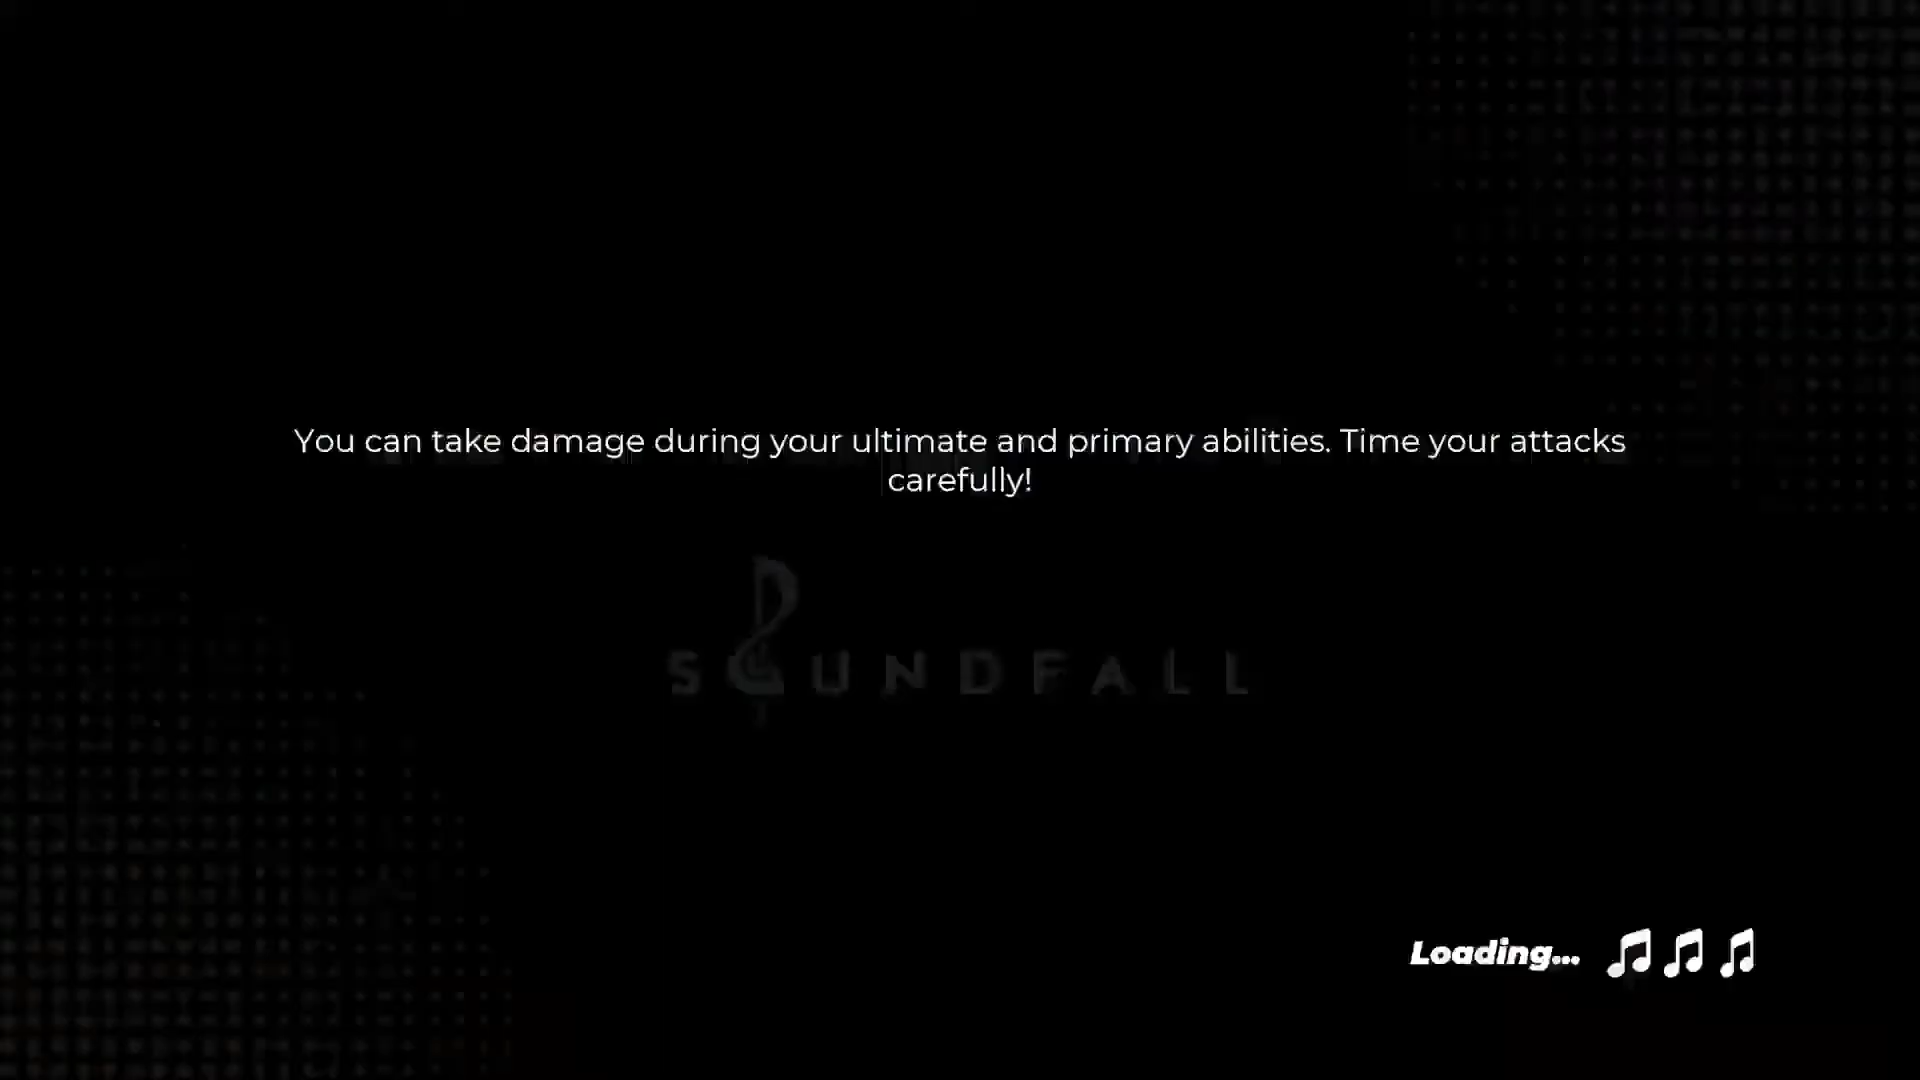 You can take damage during your ultimate and primary abilities. Time your attacks
carefully!
SOUNDFALL
Loading...